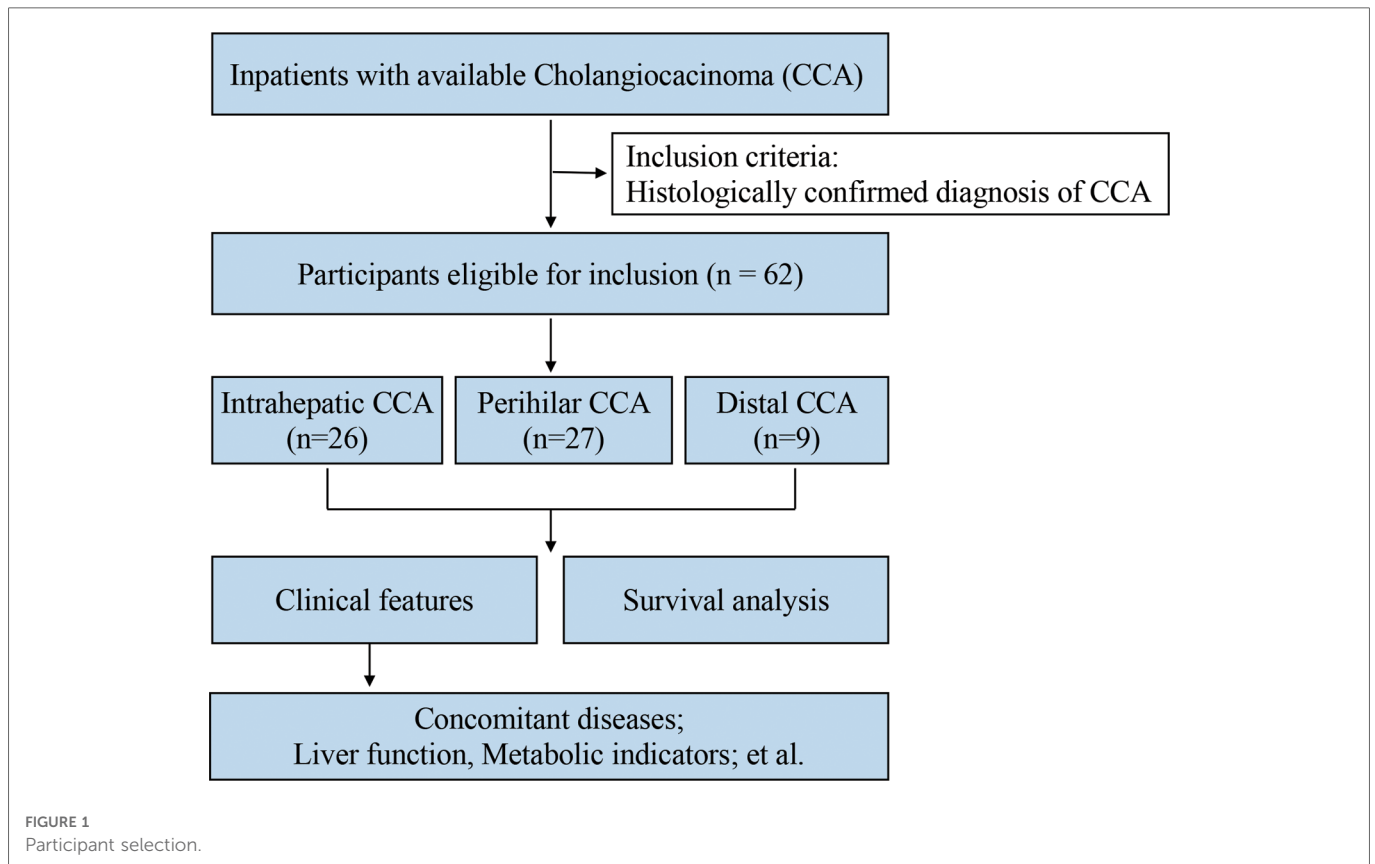 Inpatients with available Cholangiocacinoma (CCA)
Inclusion criteria:
Histologically confirmed diagnosis of CCA
Participants eligible for inclusion (n = 62)
Intrahepatic CCA
(n=26)
Perihilar CCA
(n=27)
Distal CCA
(n=9)
Clinical features
Survival analysis
Concomitant diseases;
Liver function, Metabolic indicators; et al.
FIGURE 1
Participant selection.